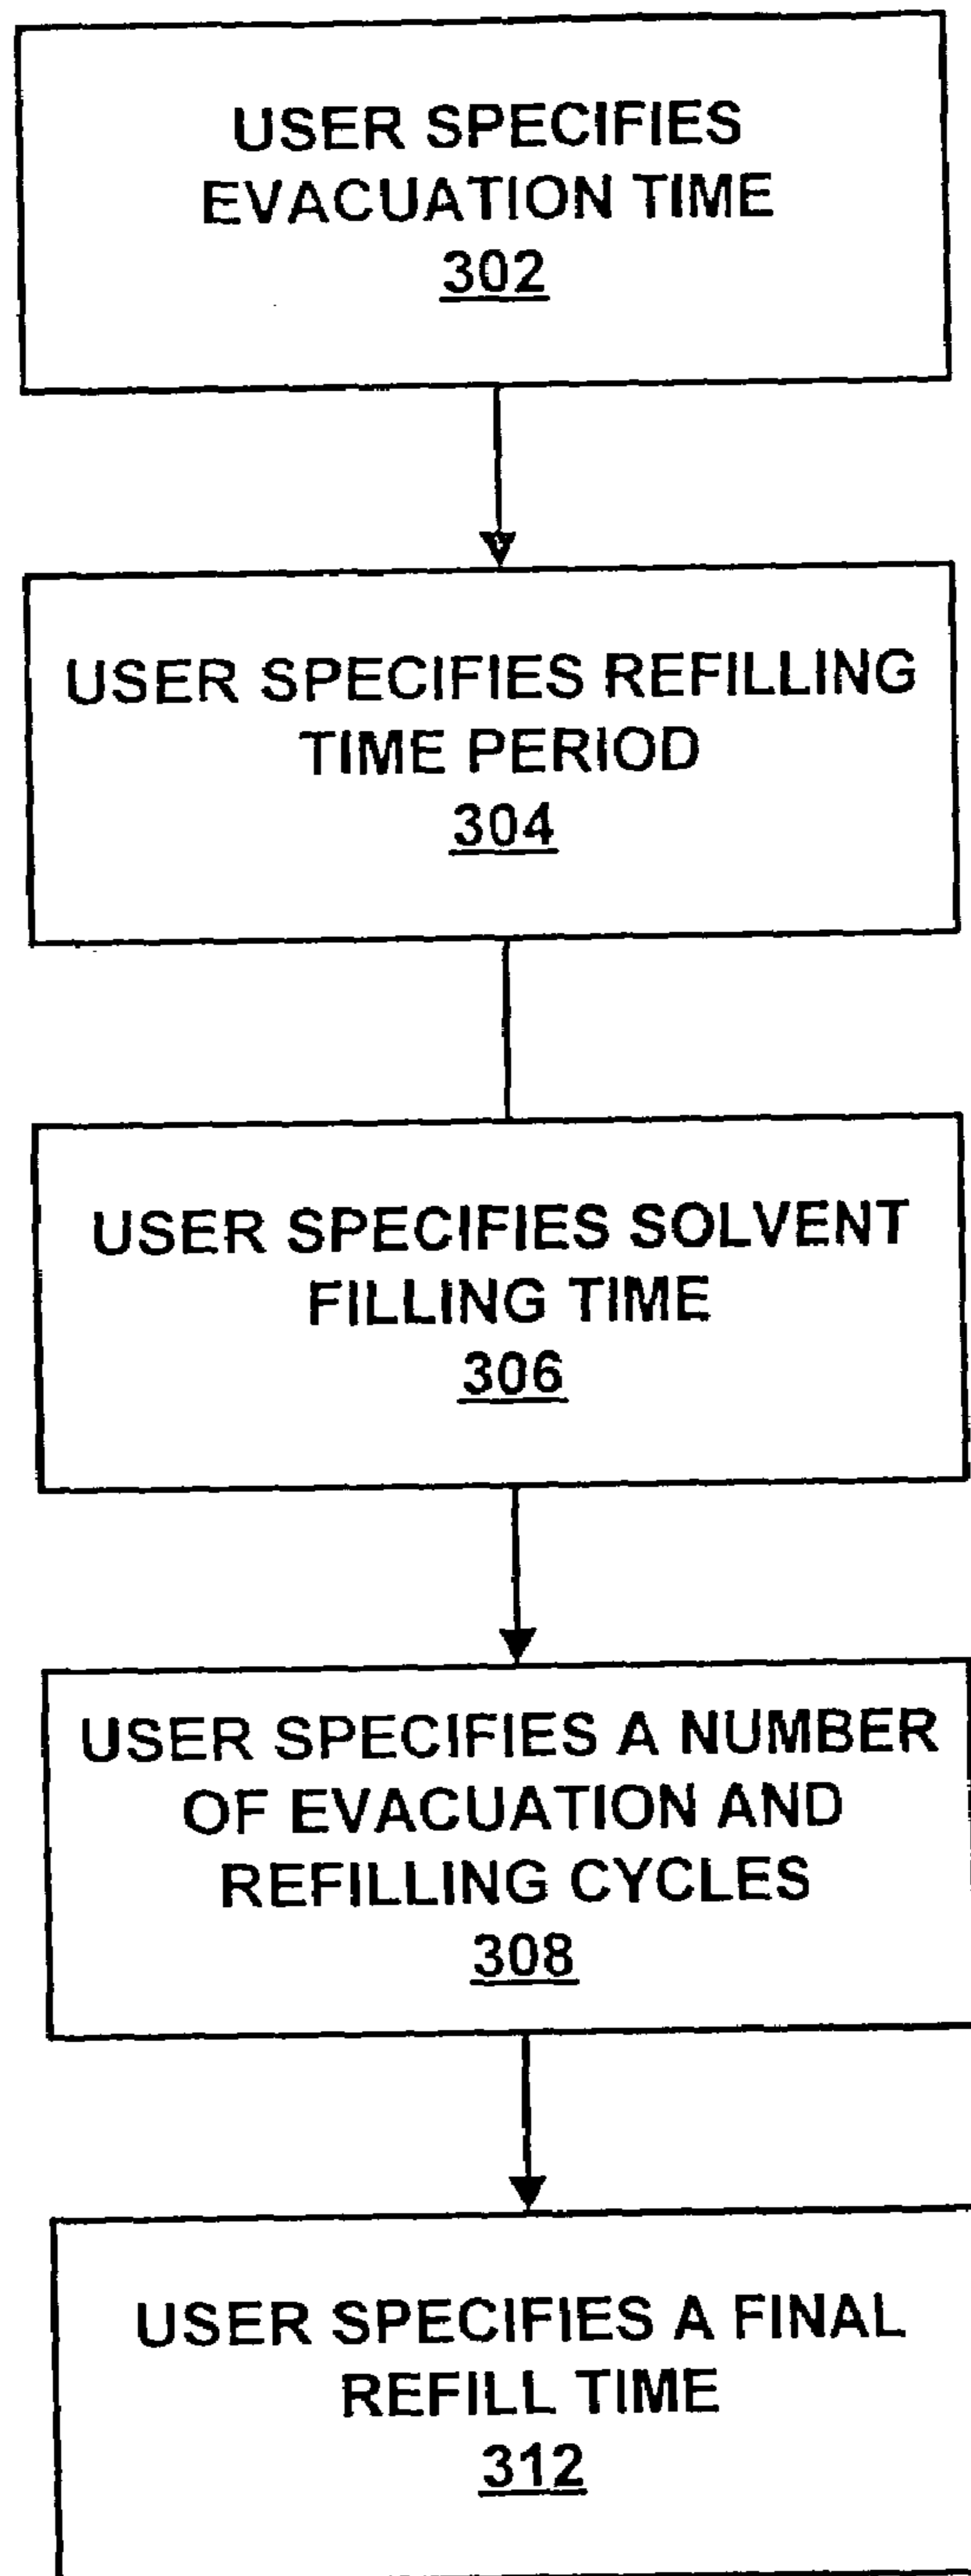 USER SPECIFIES
EVACUATION TIME
302
USER SPECIFIES REFILLING
TIME PERIOD
304
USER SPECIFIES SOLVENT
FILLING TIME
306
USER SPECIFIES A NUMBER
OF EVACUATION AND
REFILLING CYCLES
308
USER SPECIFIES A FINAL
REFILL TIME
312